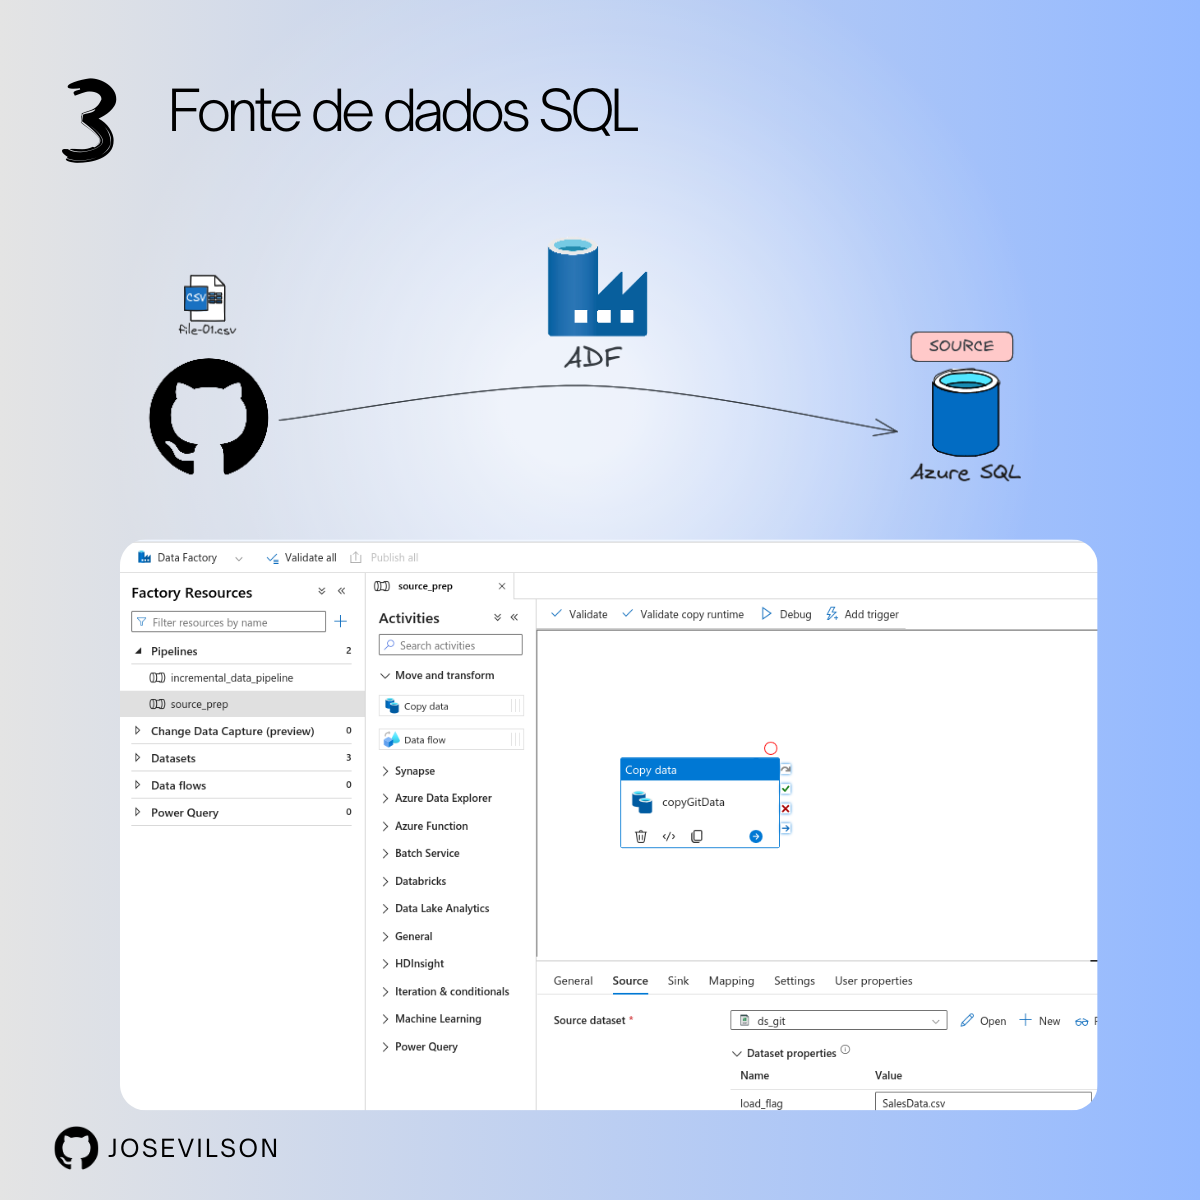 3 Fonte de dados SQL
CSV
file-01.csv
ADF
SOURCE
Azure SQL
Data Factory
Validate all
Publish all
Factory Resources
Filter resources by name
Pipelines 2
incremental_data_pipeline
source_prep
Change Data Capture (preview) 0
Datasets 3
Data flows 0
Power Query 0
source_prep
Activities
Search activities
Move and transform
Copy data
Data flow
Synapse
Azure Data Explorer
Azure Function
Batch Service
Databricks
Data Lake Analytics
General
HDInsight
Iteration & conditionals
Machine Learning
Power Query
Validate Validate copy runtime Debug Add trigger
Copy data
copyGitData
General Source Sink Mapping Settings User properties
Source dataset * ds_git Open New
Dataset properties
Name Value
load_flag SalesData.csv
JOSEVILSON